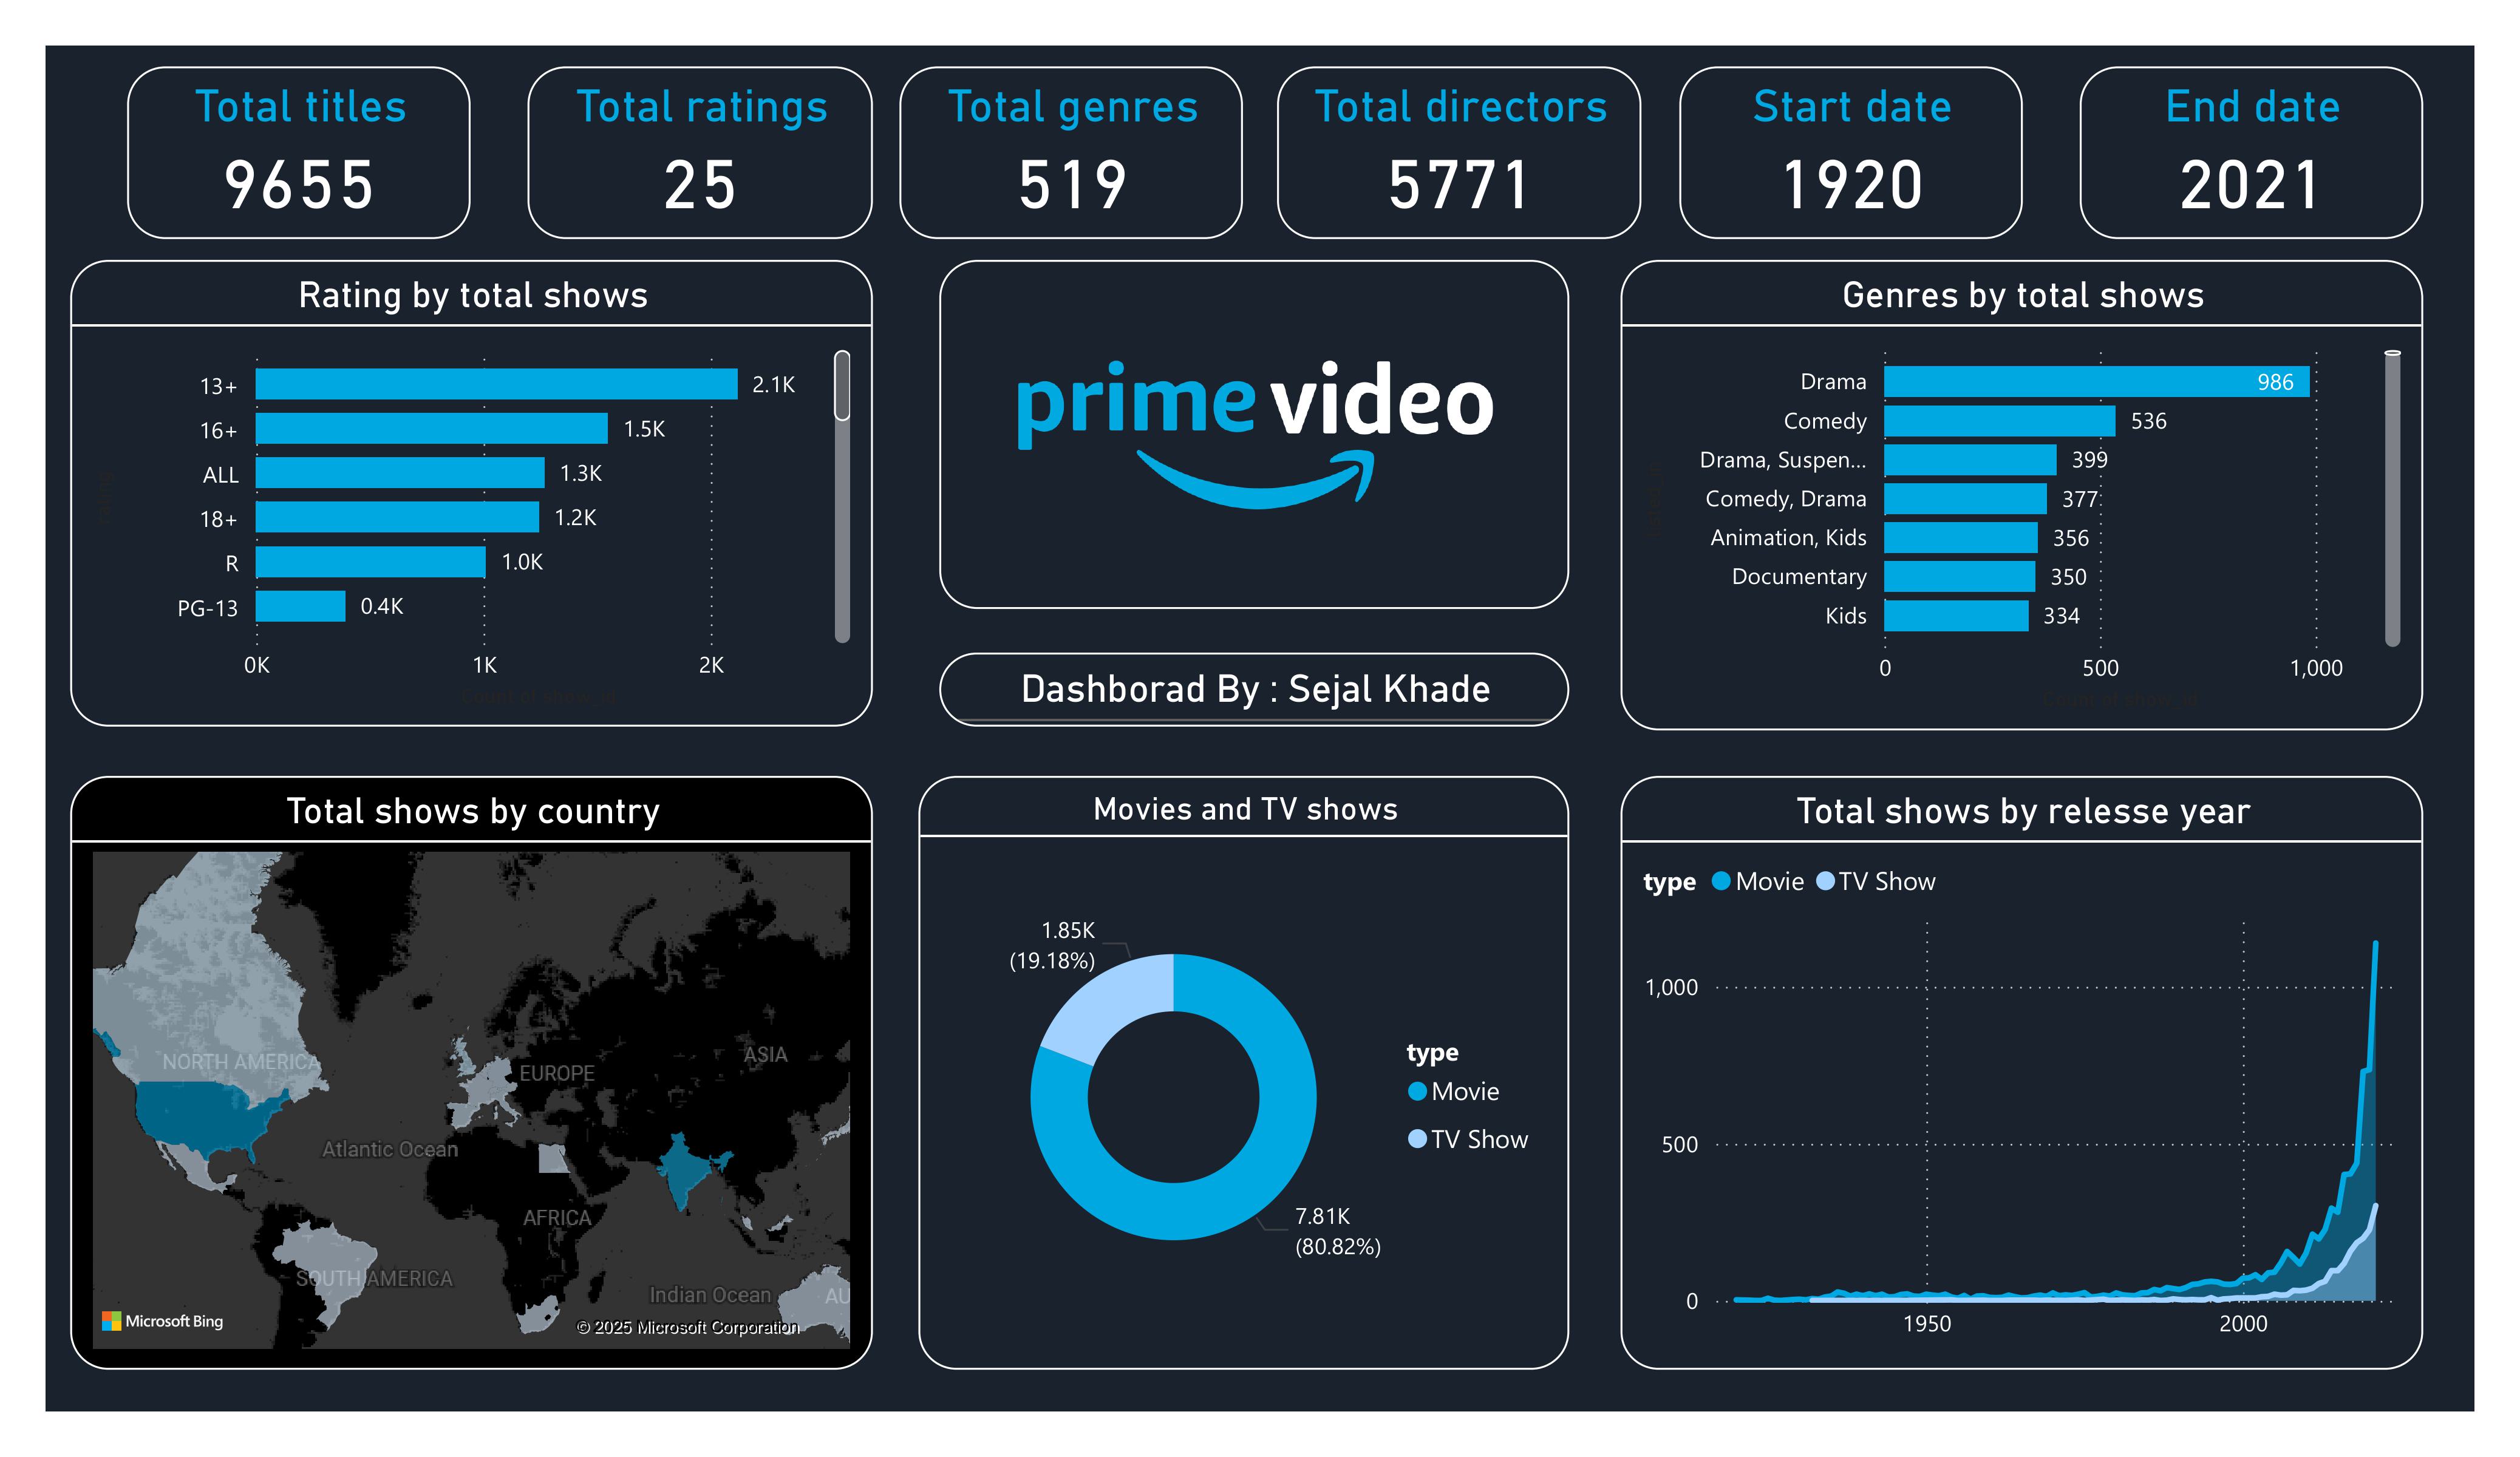 Total titles
9655
Total ratings
25
Total genres
519
Total directors
5771
Start date
1920
End date
2021
Rating by total shows
13+ 2.1K
16+ 1.5K
ALL 1.3K
18+ 1.2K
R 1.0K
PG-13 0.4K
0K 1K 2K
prime video
Dashborad By : Sejal Khade
Genres by total shows
Drama 986
Comedy 536
Drama, Suspen... 399
Comedy, Drama 377
Animation, Kids 356
Documentary 350
Kids 334
0 500 1,000
Total shows by country
NORTH AMERICA
EUROPE
ASIA
Atlantic Ocean
AFRICA
SOUTH AMERICA
Indian Ocean
AU
Microsoft Bing
© 2025 Microsoft Corporation
Movies and TV shows
1.85K
(19.18%)
type
Movie
TV Show
7.81K
(80.82%)
Total shows by relesse year
type Movie TV Show
1,000
500
0
1950 2000